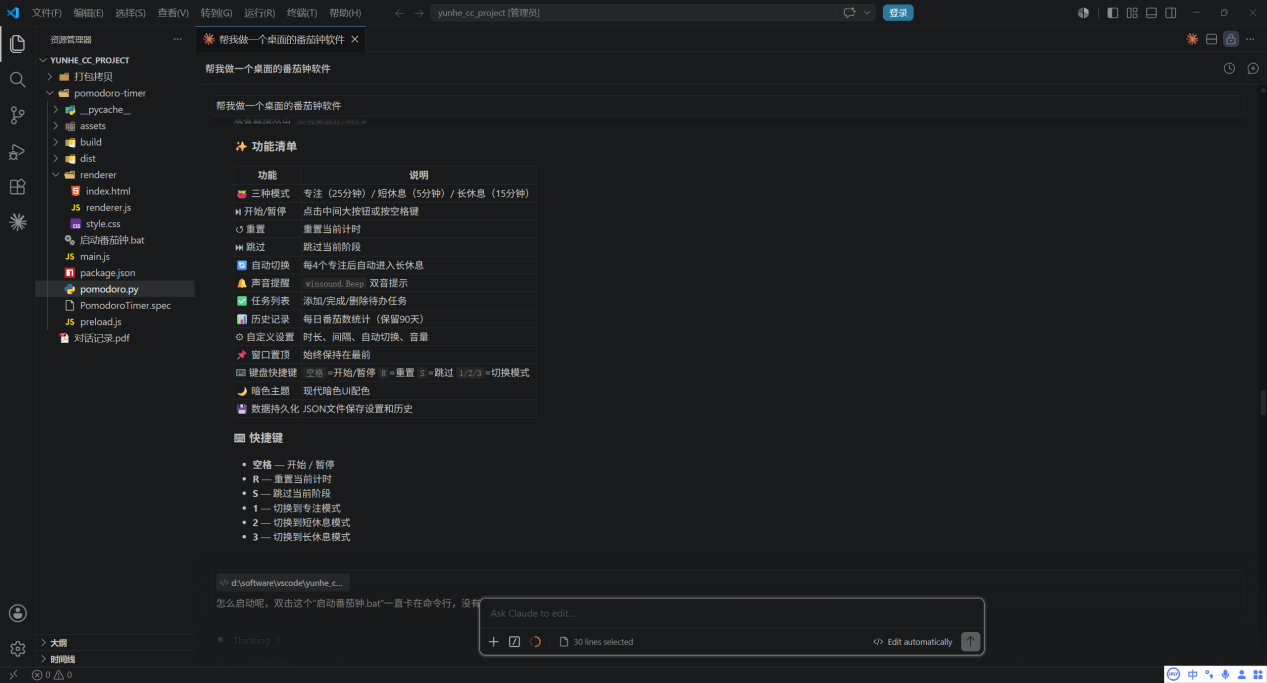 文件(F) 编辑(E) 选择(S) 查看(V) 转到(G) 运行(R) 终端(T) 帮助(H) yunhe_cc_project [管理员] 登录
资源管理器
帮我做一个桌面的番茄钟软件
YUNHE_CC_PROJECT
打包拷贝
pomodoro-timer
__pycache__
assets
build
dist
renderer
index.html
JS renderer.js
style.css
启动番茄钟.bat
JS main.js
package.json
pomodoro.py
PomodoroTimer.spec
JS preload.js
对话记录.pdf
大纲
时间线
0 0
帮我做一个桌面的番茄钟软件
帮我做一个桌面的番茄钟软件
功能清单
功能 说明
三种模式 专注（25分钟）/ 短休息（5分钟）/ 长休息（15分钟）
开始/暂停 点击中间大按钮或按空格键
重置 重置当前计时
跳过 跳过当前阶段
自动切换 每4个专注后自动进入长休息
声音提醒 winsound.Beep 双音提示
任务列表 添加/完成/删除待办任务
历史记录 每日番茄数统计（保留90天）
自定义设置 时长、间隔、自动切换、音量
窗口置顶 始终保持在最前
键盘快捷键 空格=开始/暂停 R=重置 S=跳过 1/2/3=切换模式
暗色主题 现代暗色UI配色
数据持久化 JSON文件保存设置和历史
快捷键
• 空格 — 开始 / 暂停
• R — 重置当前计时
• S — 跳过当前阶段
• 1 — 切换到专注模式
• 2 — 切换到短休息模式
• 3 — 切换到长休息模式
d:\software\vscode\yunhe_c...
怎么启动呢，双击这个“启动番茄钟.bat”一直卡在命令行，没有
Thinking
Ask Claude to edit...
30 lines selected
Edit automatically
中